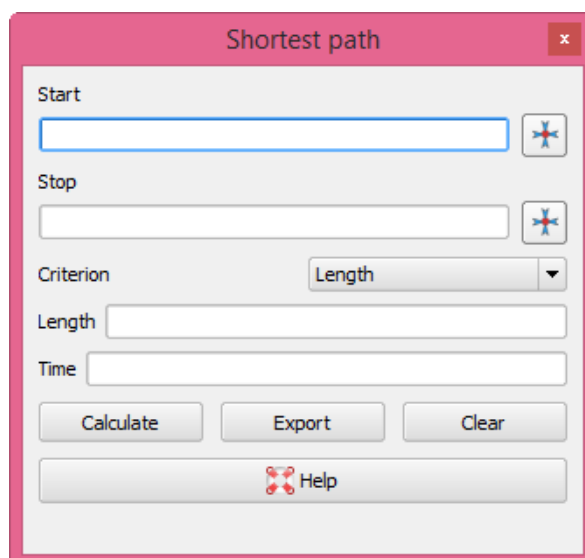 Shortest path x
Start
Stop
Criterion Length
Length
Time
Calculate Export Clear
Help